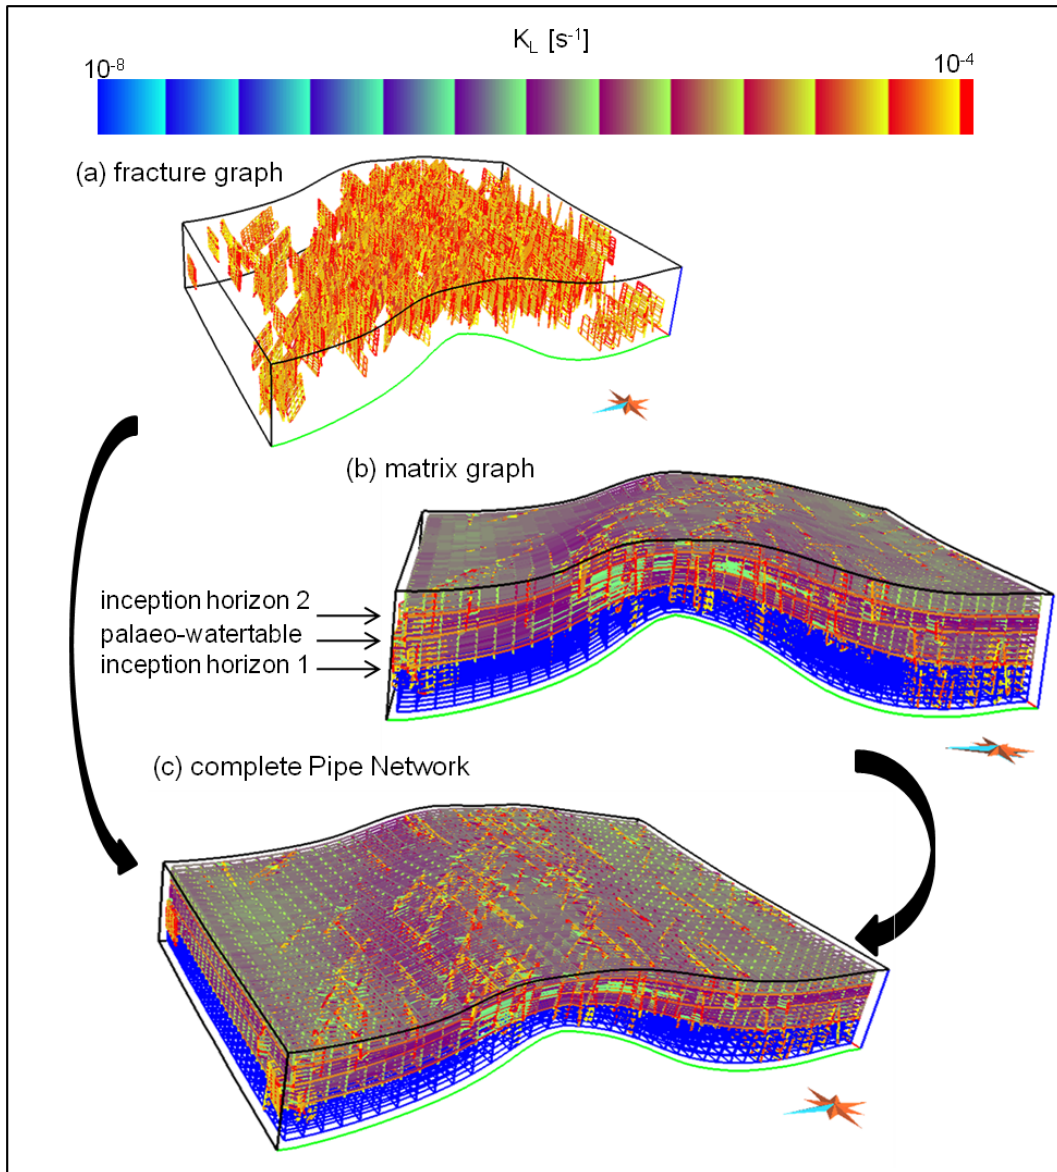 K_L [s⁻¹]
10⁻⁸
10⁻⁴
(a) fracture graph
(b) matrix graph
inception horizon 2
palaeo-watertable
inception horizon 1
(c) complete Pipe Network